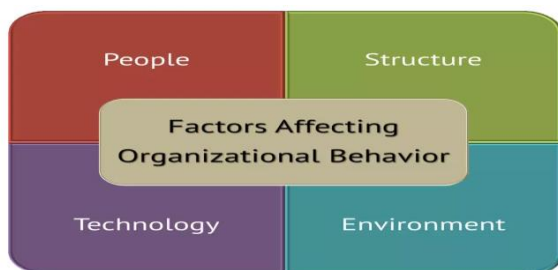 People
Structure
Factors Affecting
Organizational Behavior
Technology
Environment